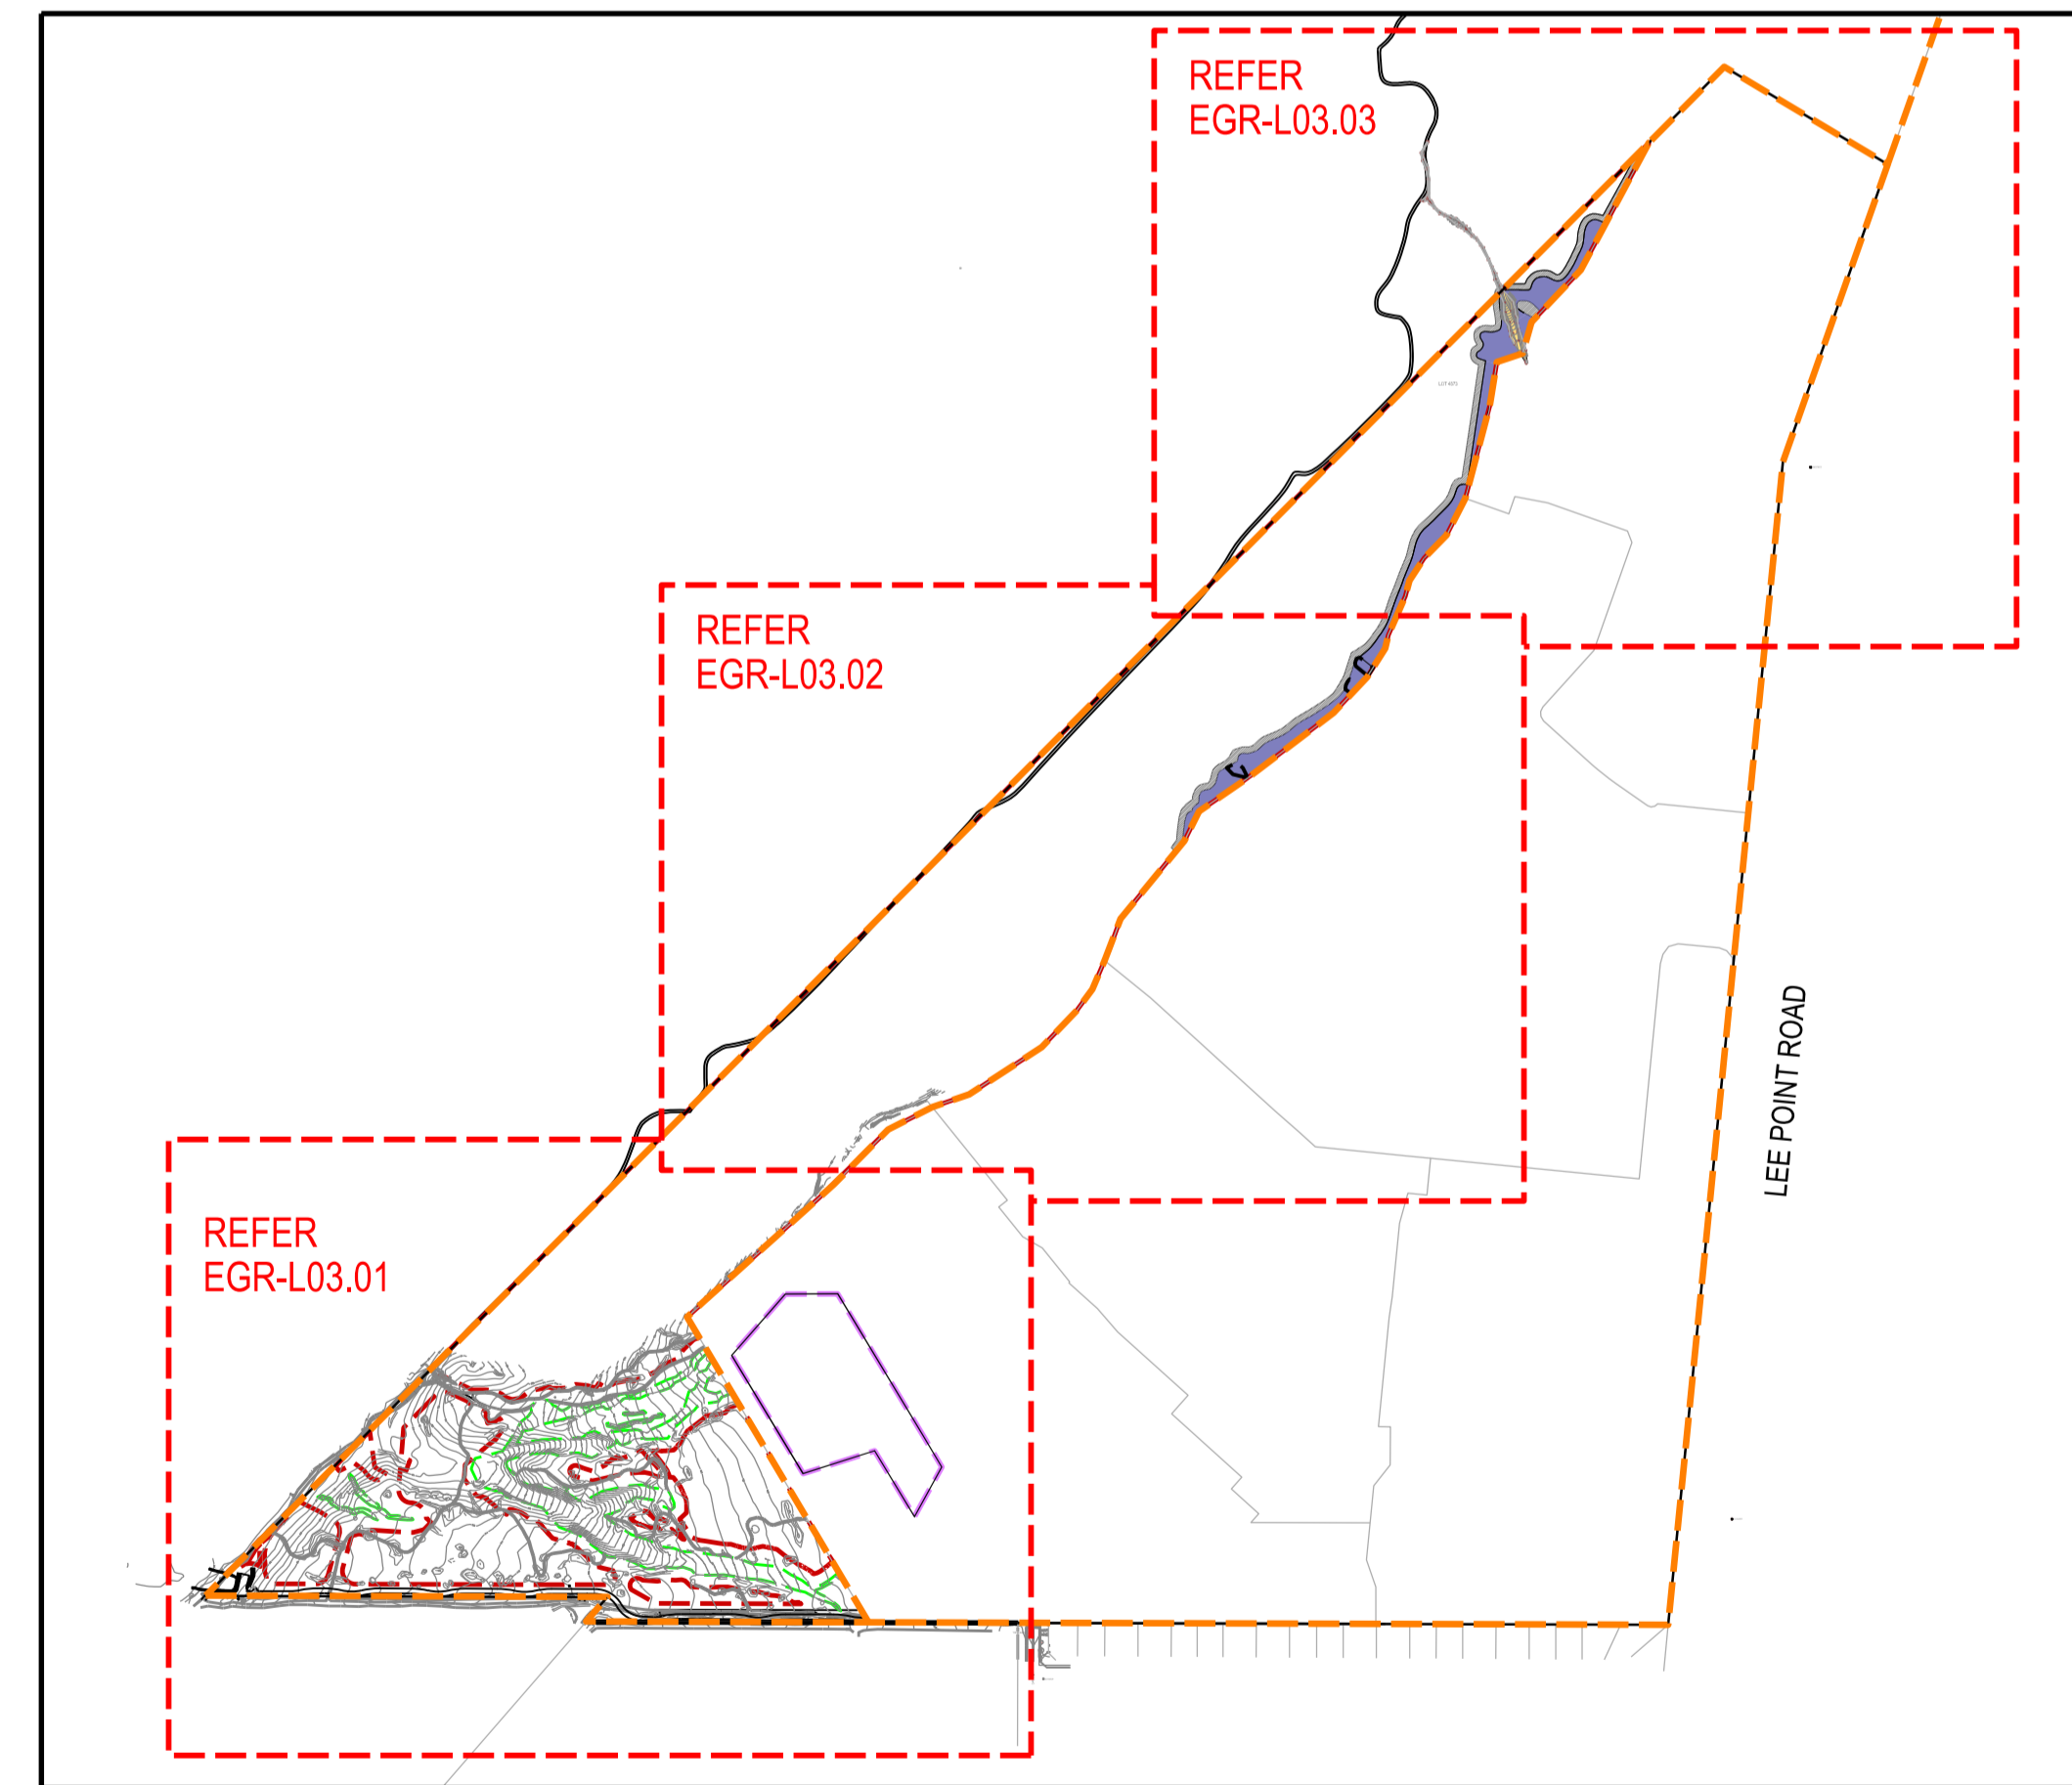 REFER
EGR-L03.03
REFER
EGR-L03.02
LEE POINT ROAD
REFER
EGR-L03.01